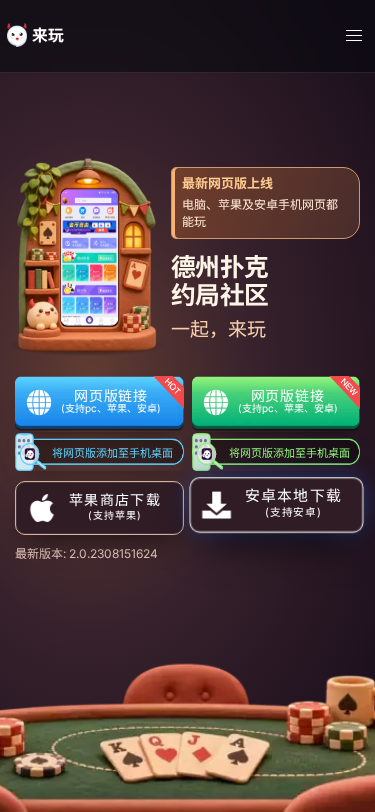 来玩
最新网页版上线
电脑、苹果及安卓手机网页都
能玩
德州扑克
约局社区
一起，来玩
网页版链接
(支持pc、苹果、安卓)
HOT
网页版链接
(支持pc、苹果、安卓)
NEW
将网页版添加至手机桌面
将网页版添加至手机桌面
苹果商店下载
(支持苹果)
安卓本地下载
(支持安卓)
最新版本: 2.0.2308151624
K Q J A